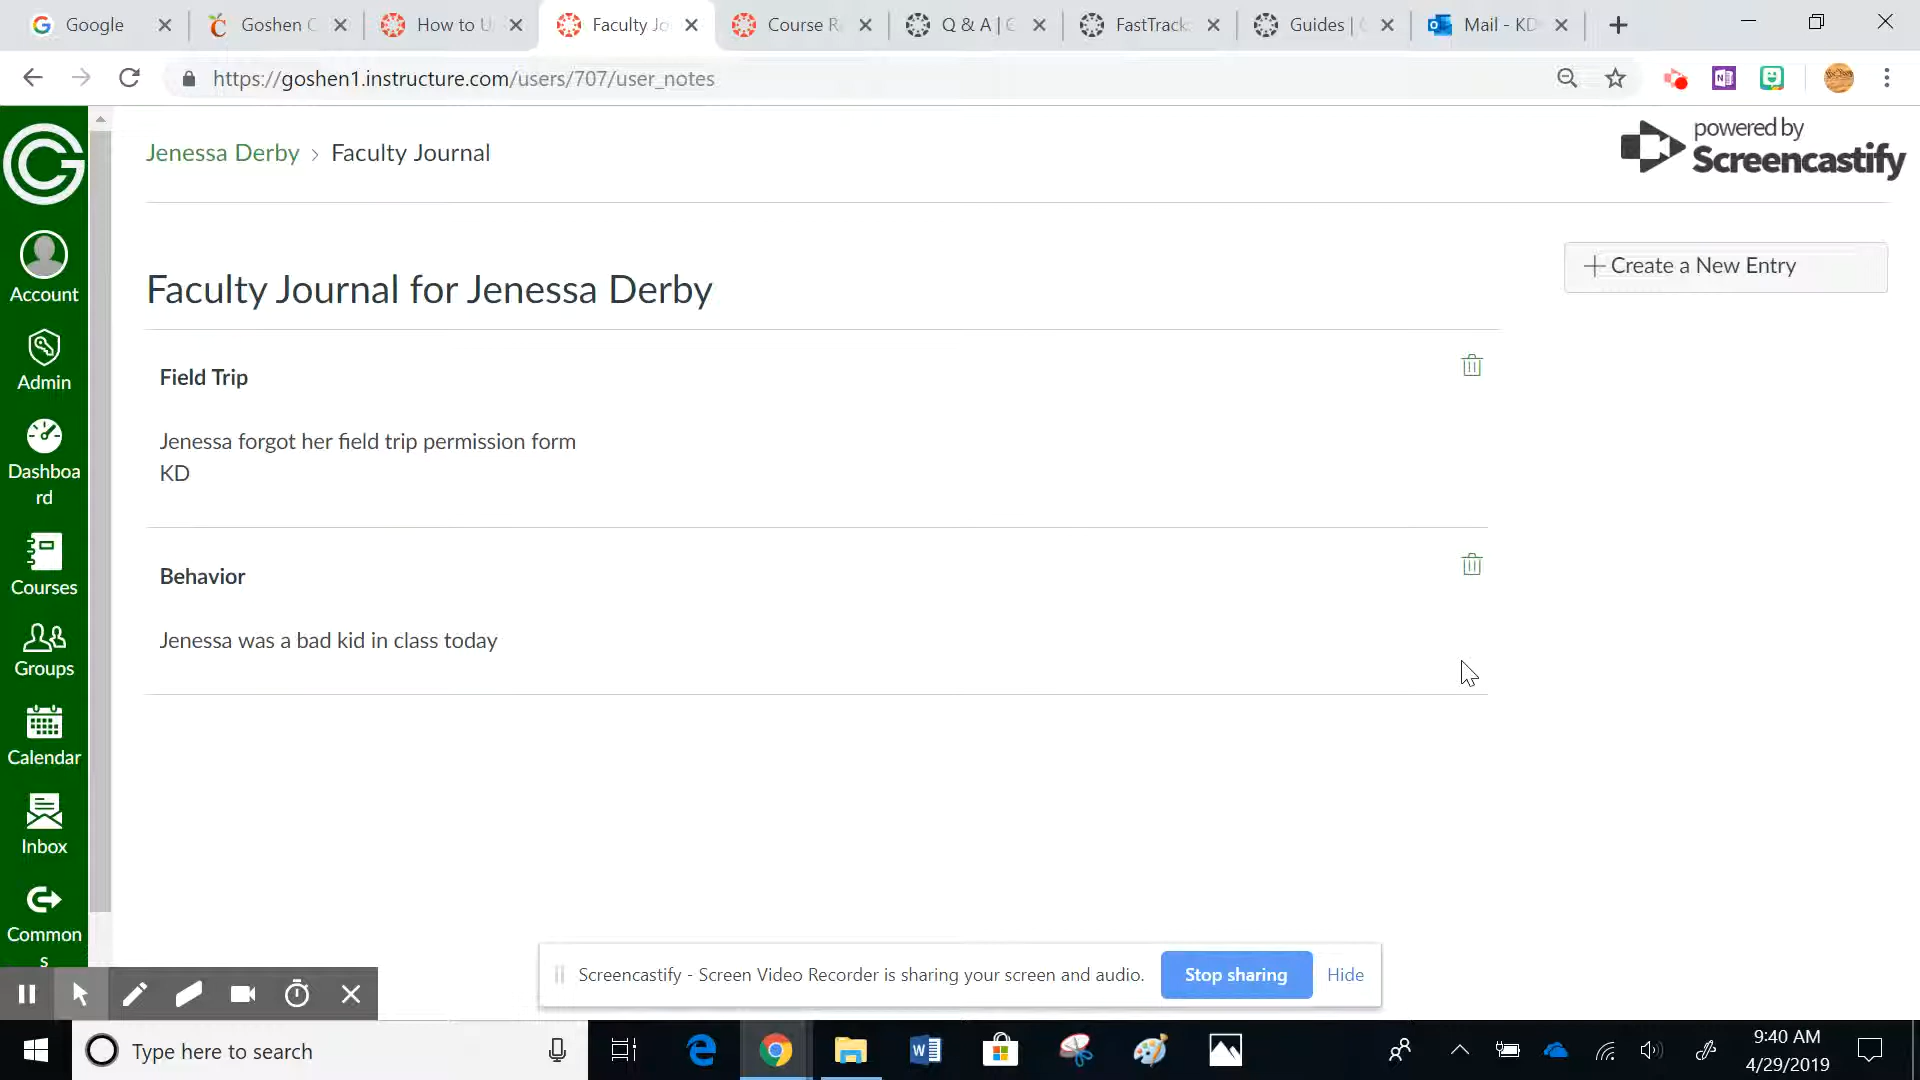 Google
Goshen C
How to U
Faculty Jo
Course R
Q & A | G
FastTrack
Guides |
Mail - KD
https://goshen1.instructure.com/users/707/user_notes
Jenessa Derby > Faculty Journal
powered by
Screencastify
Account
Admin
Dashboa
rd
Courses
Groups
Calendar
Inbox
Common
s
Faculty Journal for Jenessa Derby
Create a New Entry
Field Trip
Jenessa forgot her field trip permission form
KD
Behavior
Jenessa was a bad kid in class today
Screencastify - Screen Video Recorder is sharing your screen and audio.
Stop sharing
Hide
Type here to search
9:40 AM
4/29/2019